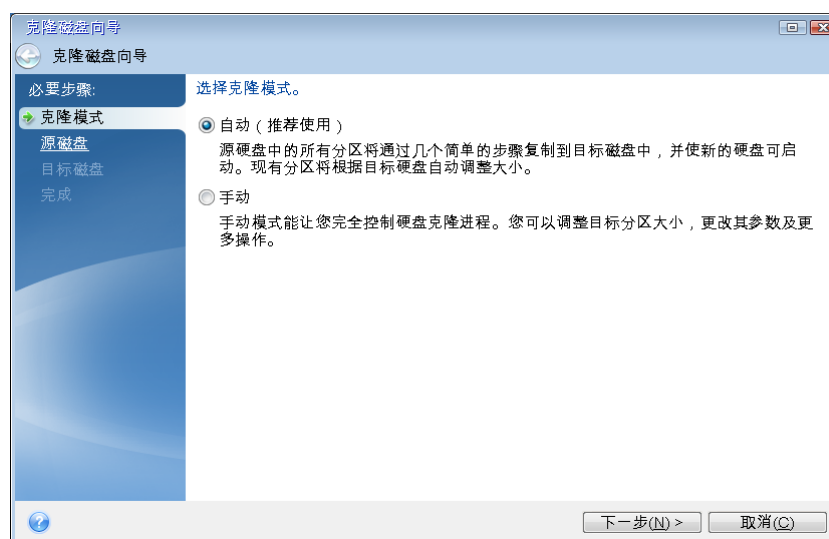 克隆磁盘向导
克隆磁盘向导
必要步骤:
克隆模式
源磁盘
目标磁盘
完成
选择克隆模式。
自动（推荐使用）
源硬盘中的所有分区将通过几个简单的步骤复制到目标磁盘中，并使新的硬盘可启
动。现有分区将根据目标硬盘自动调整大小。
手动
手动模式能让您完全控制硬盘克隆进程。您可以调整目标分区大小，更改其参数及更
多操作。
下一步(N) >
取消(C)